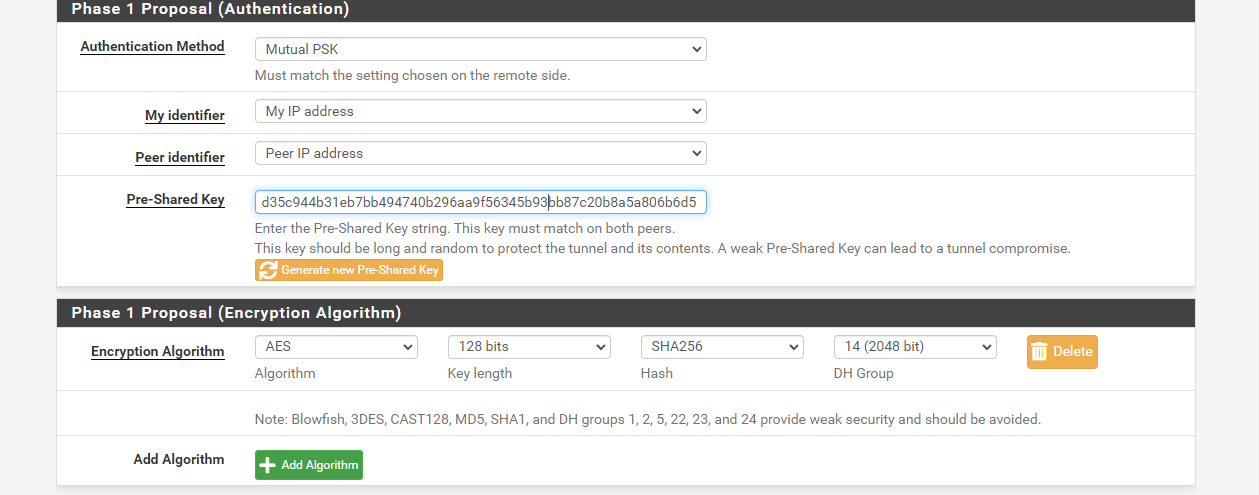 Phase 1 Proposal (Authentication)
Authentication Method
Mutual PSK
Must match the setting chosen on the remote side.
My identifier
My IP address
Peer identifier
Peer IP address
Pre-Shared Key
d35c944b31eb7bb494740b296aa9f56345b93bb87c20b8a5a806b6d5
Enter the Pre-Shared Key string. This key must match on both peers.
This key should be long and random to protect the tunnel and its contents. A weak Pre-Shared Key can lead to a tunnel compromise.
Generate new Pre-Shared Key
Phase 1 Proposal (Encryption Algorithm)
Encryption Algorithm AES 128 bits SHA256 14 (2048 bit) Delete
Algorithm Key length Hash DH Group
Note: Blowfish, 3DES, CAST128, MD5, SHA1, and DH groups 1, 2, 5, 22, 23, and 24 provide weak security and should be avoided.
Add Algorithm Add Algorithm